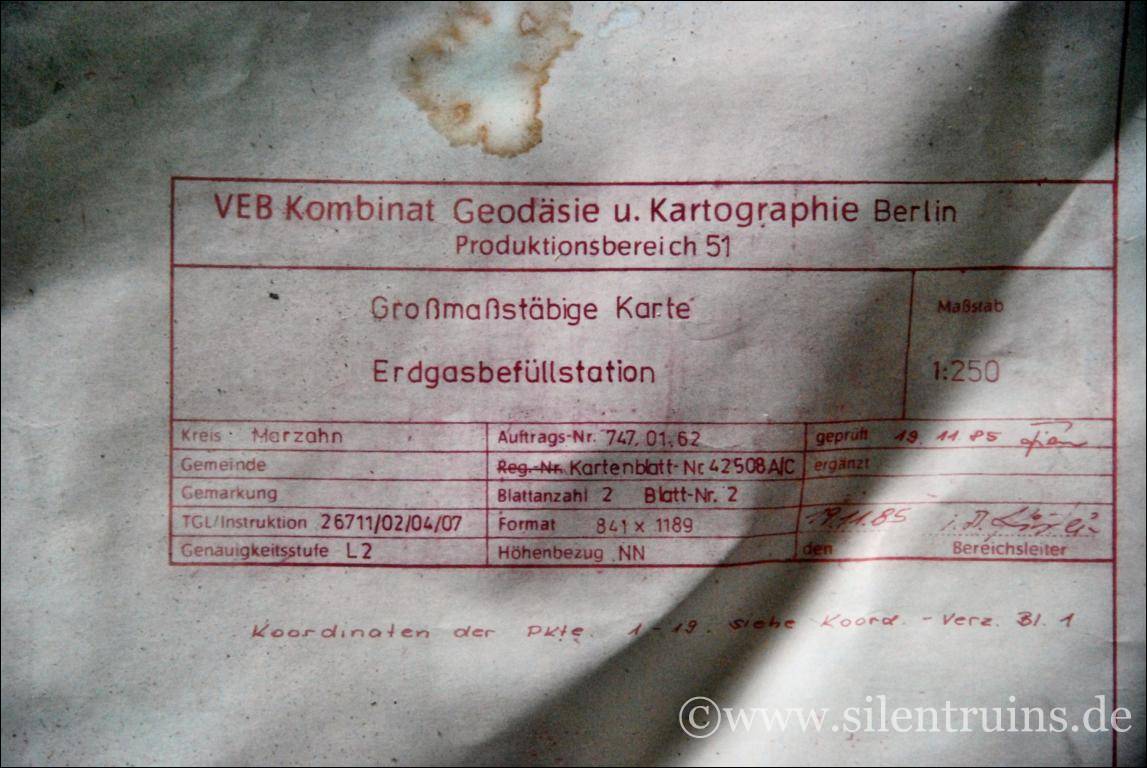 VEB Kombinat Geodäsie u. Kartographie Berlin
Produktionsbereich 51
Großmaßstäbige Karte
Maßstab
Erdgasbefüllstation
1:250
Kreis Marzahn
Auftrags-Nr. 747.01.62
geprüft 19.11.85
Gemeinde
Reg.-Nr. Kartenblatt-Nr. 42508A/C
ergänzt
Gemarkung
Blattanzahl 2 Blatt-Nr. 2
TGL/Instruktion 26711/02/04/07
Format 841 x 1189
19.11.85
Genauigkeitsstufe L2
Höhenbezug NN
den
Bereichsleiter
Koordinaten der Pkte. 1-19 siehe Koord.-Verz. Bl. 1
©www.silentruins.de